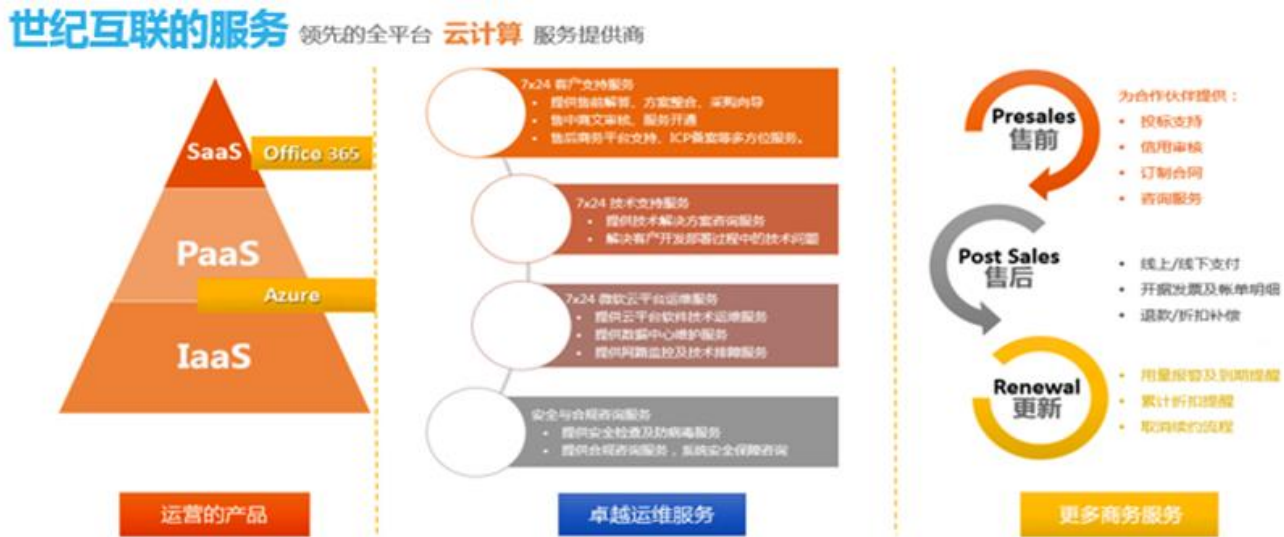 世纪互联的服务 领先的全平台 云计算 服务提供商
SaaS
Office 365
PaaS
Azure
IaaS
运营的产品
7x24 客户支持服务
• 提供售前解答、方案整合、采购向导
• 售中商文审核、服务开通
• 售后商务平台支持、ICP备案等多方位服务。
7x24 技术支持服务
• 提供技术解决方案咨询服务
• 解决客户开发部署过程中的技术问题
7x24 微软云平台运维服务
• 提供云平台软件技术运维服务
• 提供数据中心维护服务
• 提供网路监控及技术排障服务
安全与合规咨询服务
• 提供安全检查及防病毒服务
• 提供合规咨询服务，系统安全保障咨询
卓越运维服务
Presales
售前
为合作伙伴提供：
• 投标支持
• 信用审核
• 订制合同
• 咨询服务
Post Sales
售后
• 线上/线下支付
• 开据发票及帐单明细
• 退款/折扣补偿
Renewal
更新
• 用量报警及到期提醒
• 累计折扣提醒
• 取消续约流程
更多商务服务